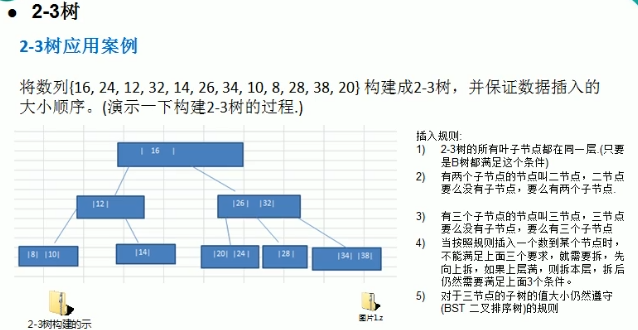 • 2-3树
2-3树应用案例
将数列{16, 24, 12, 32, 14, 26, 34, 10, 8, 28, 38, 20} 构建成2-3树，并保证数据插入的
大小顺序。(演示一下构建2-3树的过程.)
| 16 |
|12 |
|26 | |32|
|8| |10|
|14|
|20| |24 |
|28 |
|34| |38|
插入规则:
1) 2-3树的所有叶子节点都在同一层.(只要
是B树都满足这个条件)
2) 有两个子节点的节点叫二节点，二节点
要么没有子节点，要么有两个子节点.
3) 有三个子节点的节点叫三节点，三节点
要么没有子节点，要么有三个子节点
4) 当按照规则插入一个数到某个节点时，
不能满足上面三个要求，就需要拆，先
向上拆，如果上层满，则拆本层，拆后
仍然需要满足上面3个条件。
5) 对于三节点的子树的值大小仍然遵守
(BST 二叉排序树)的规则
2-3树构建的示
图片1.z